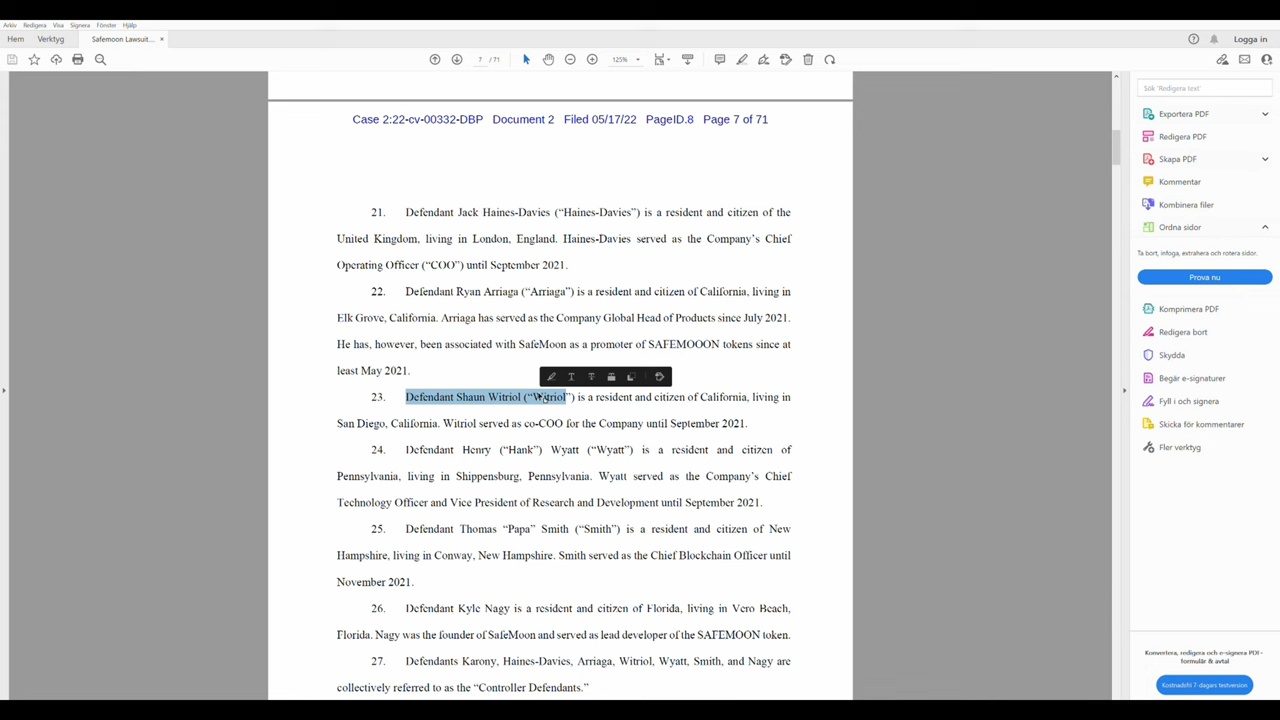 Arkiv Redigera Visa Signera Fönster Hjälp
Hem Verktyg Safemoon Lawsuit... ×
Logga in
7 / 71 125%
Case 2:22-cv-00332-DBP Document 2 Filed 05/17/22 PageID.8 Page 7 of 71
21. Defendant Jack Haines-Davies (“Haines-Davies”) is a resident and citizen of the
United Kingdom, living in London, England. Haines-Davies served as the Company’s Chief
Operating Officer (“COO”) until September 2021.
22. Defendant Ryan Arriaga (“Arriaga”) is a resident and citizen of California, living in
Elk Grove, California. Arriaga has served as the Company Global Head of Products since July 2021.
He has, however, been associated with SafeMoon as a promoter of SAFEMOOON tokens since at
least May 2021.
23. Defendant Shaun Witriol (“Witriol”) is a resident and citizen of California, living in
San Diego, California. Witriol served as co-COO for the Company until September 2021.
24. Defendant Henry (“Hank”) Wyatt (“Wyatt”) is a resident and citizen of
Pennsylvania, living in Shippensburg, Pennsylvania. Wyatt served as the Company’s Chief
Technology Officer and Vice President of Research and Development until September 2021.
25. Defendant Thomas “Papa” Smith (“Smith”) is a resident and citizen of New
Hampshire, living in Conway, New Hampshire. Smith served as the Chief Blockchain Officer until
November 2021.
26. Defendant Kyle Nagy is a resident and citizen of Florida, living in Vero Beach,
Florida. Nagy was the founder of SafeMoon and served as lead developer of the SAFEMOON token.
27. Defendants Karony, Haines-Davies, Arriaga, Witriol, Wyatt, Smith, and Nagy are
collectively referred to as the “Controller Defendants.”
Sök 'Redigera text'
Exportera PDF
Redigera PDF
Skapa PDF
Kommentar
Kombinera filer
Ordna sidor
Ta bort, infoga, extrahera och rotera sidor.
Prova nu
Komprimera PDF
Redigera bort
Skydda
Begär e-signaturer
Fyll i och signera
Skicka för kommentarer
Fler verktyg
Konvertera, redigera och e-signera PDF-
formulär & avtal
Kostnadsfri 7-dagars testversion